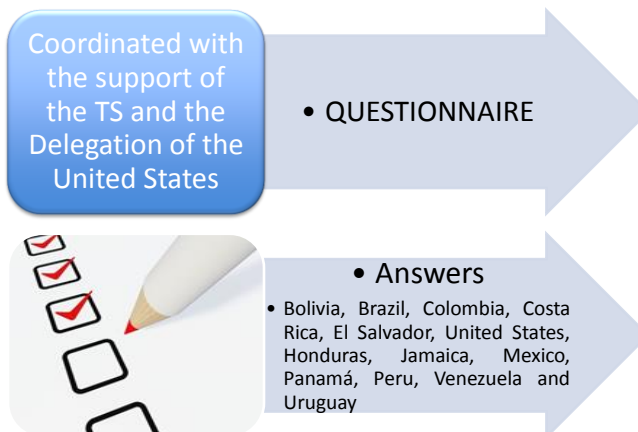 Coordinated with
the support of
the TS and the
Delegation of the
United States
• QUESTIONNAIRE
• Answers
• Bolivia, Brazil, Colombia, Costa
Rica, El Salvador, United States,
Honduras, Jamaica, Mexico,
Panamá, Peru, Venezuela and
Uruguay